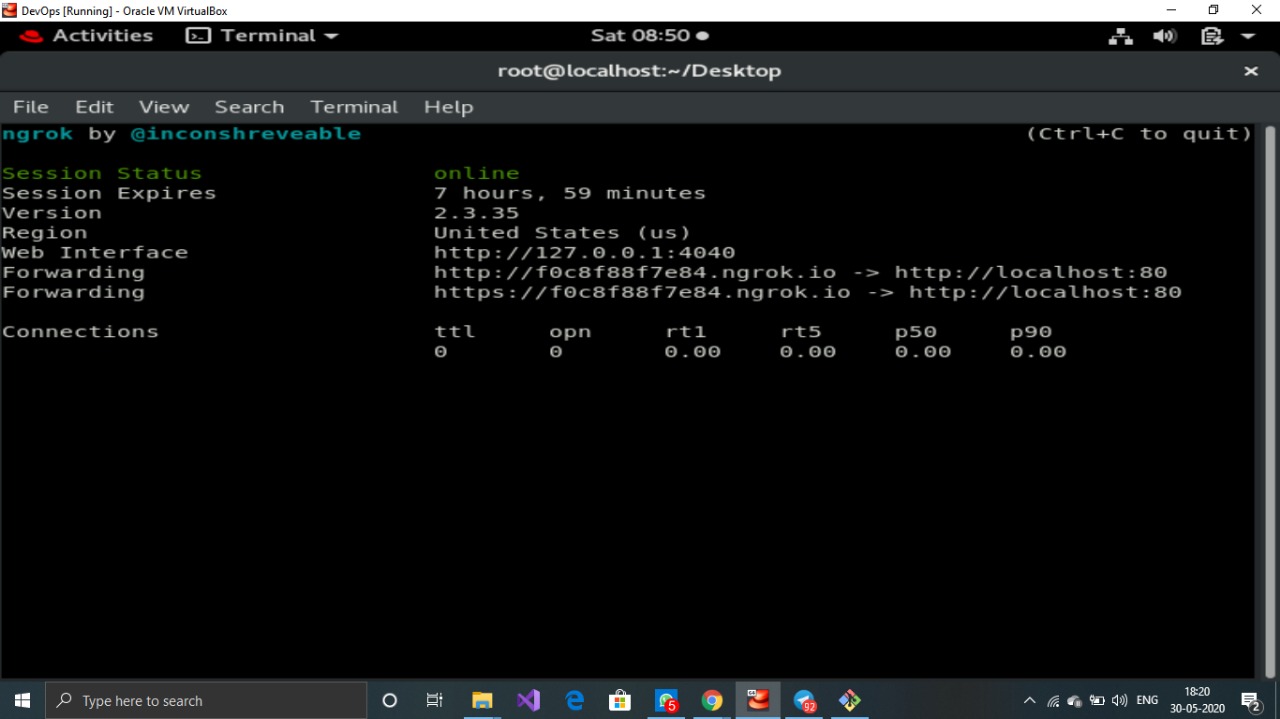 DevOps [Running] - Oracle VM VirtualBox
Activities Terminal Sat 08:50
root@localhost:~/Desktop
File Edit View Search Terminal Help
ngrok by @inconshreveable (Ctrl+C to quit)
Session Status online
Session Expires 7 hours, 59 minutes
Version 2.3.35
Region United States (us)
Web Interface http://127.0.0.1:4040
Forwarding http://f0c8f88f7e84.ngrok.io -> http://localhost:80
Forwarding https://f0c8f88f7e84.ngrok.io -> http://localhost:80
Connections ttl opn rt1 rt5 p50 p90
0 0 0.00 0.00 0.00 0.00
Type here to search 5 92 ENG 18:20 2
30-05-2020